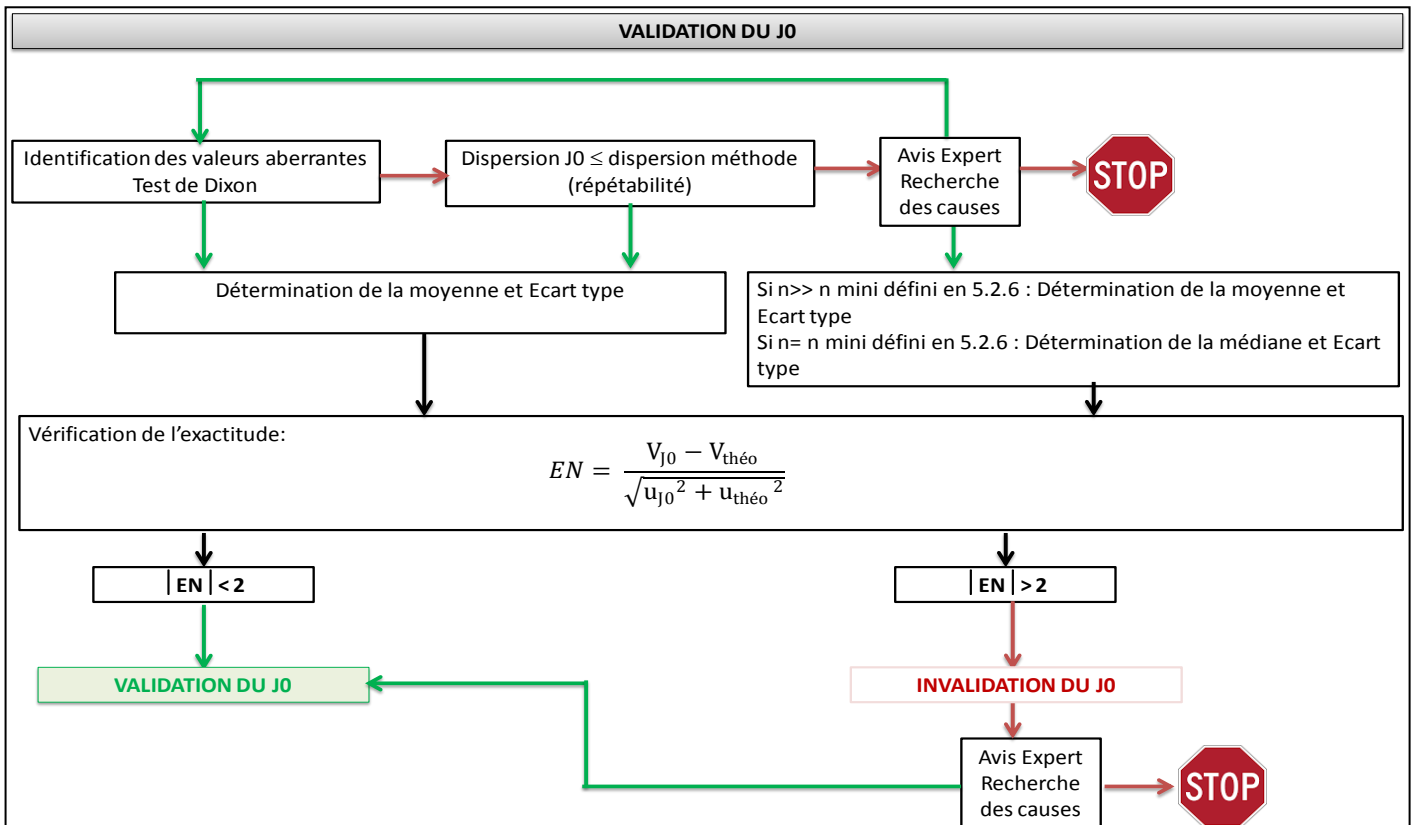 VALIDATION DU J0
Identification des valeurs aberrantes
Test de Dixon
Dispersion J0 ≤ dispersion méthode
(répétabilité)
Avis Expert
Recherche
des causes
STOP
Détermination de la moyenne et Ecart type
Si n>> n mini défini en 5.2.6 : Détermination de la moyenne et
Ecart type
Si n= n mini défini en 5.2.6 : Détermination de la médiane et Ecart
type
Vérification de l'exactitude:
EN = (V_J0 − V_théo) / √(u_J0² + u_théo²)
|EN| < 2
|EN| > 2
VALIDATION DU J0
INVALIDATION DU J0
Avis Expert
Recherche
des causes
STOP